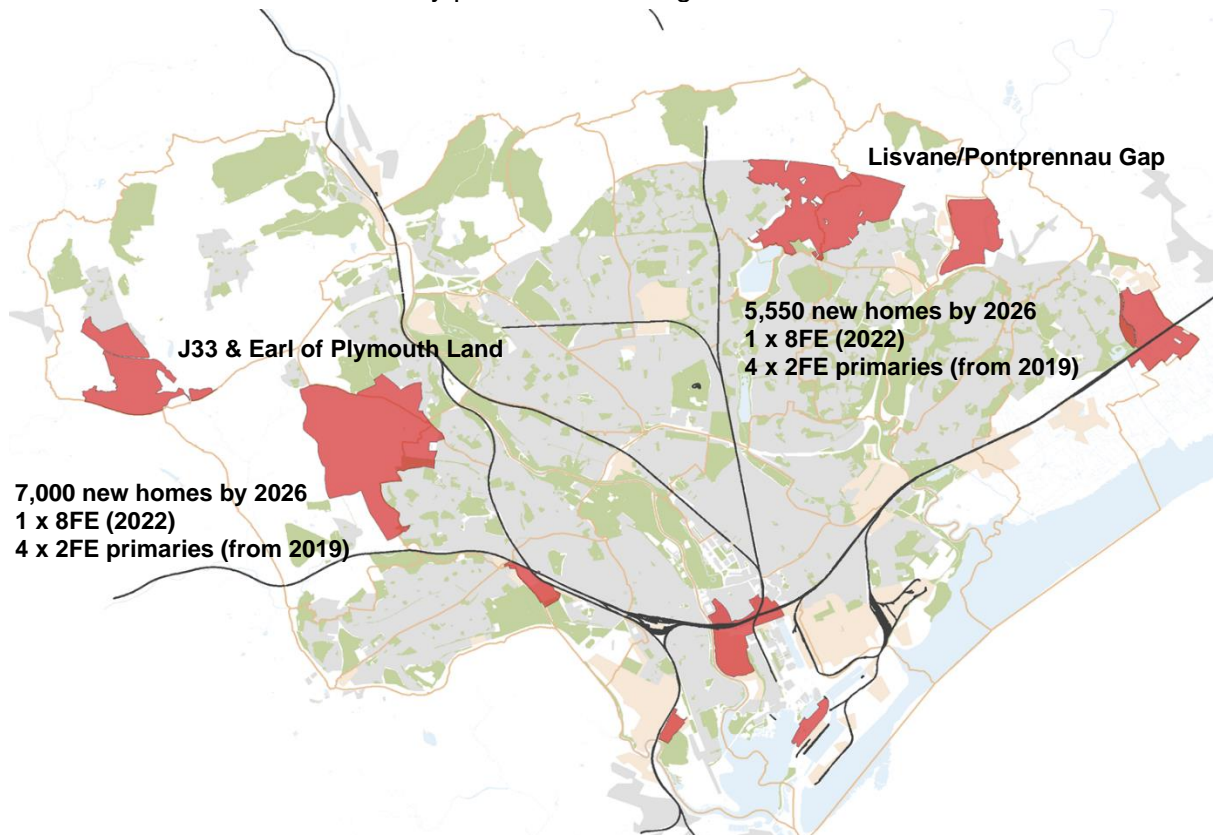 Lisvane/Pontprennau Gap
5,550 new homes by 2026
1 x 8FE (2022)
4 x 2FE primaries (from 2019)
J33 & Earl of Plymouth Land
7,000 new homes by 2026
1 x 8FE (2022)
4 x 2FE primaries (from 2019)